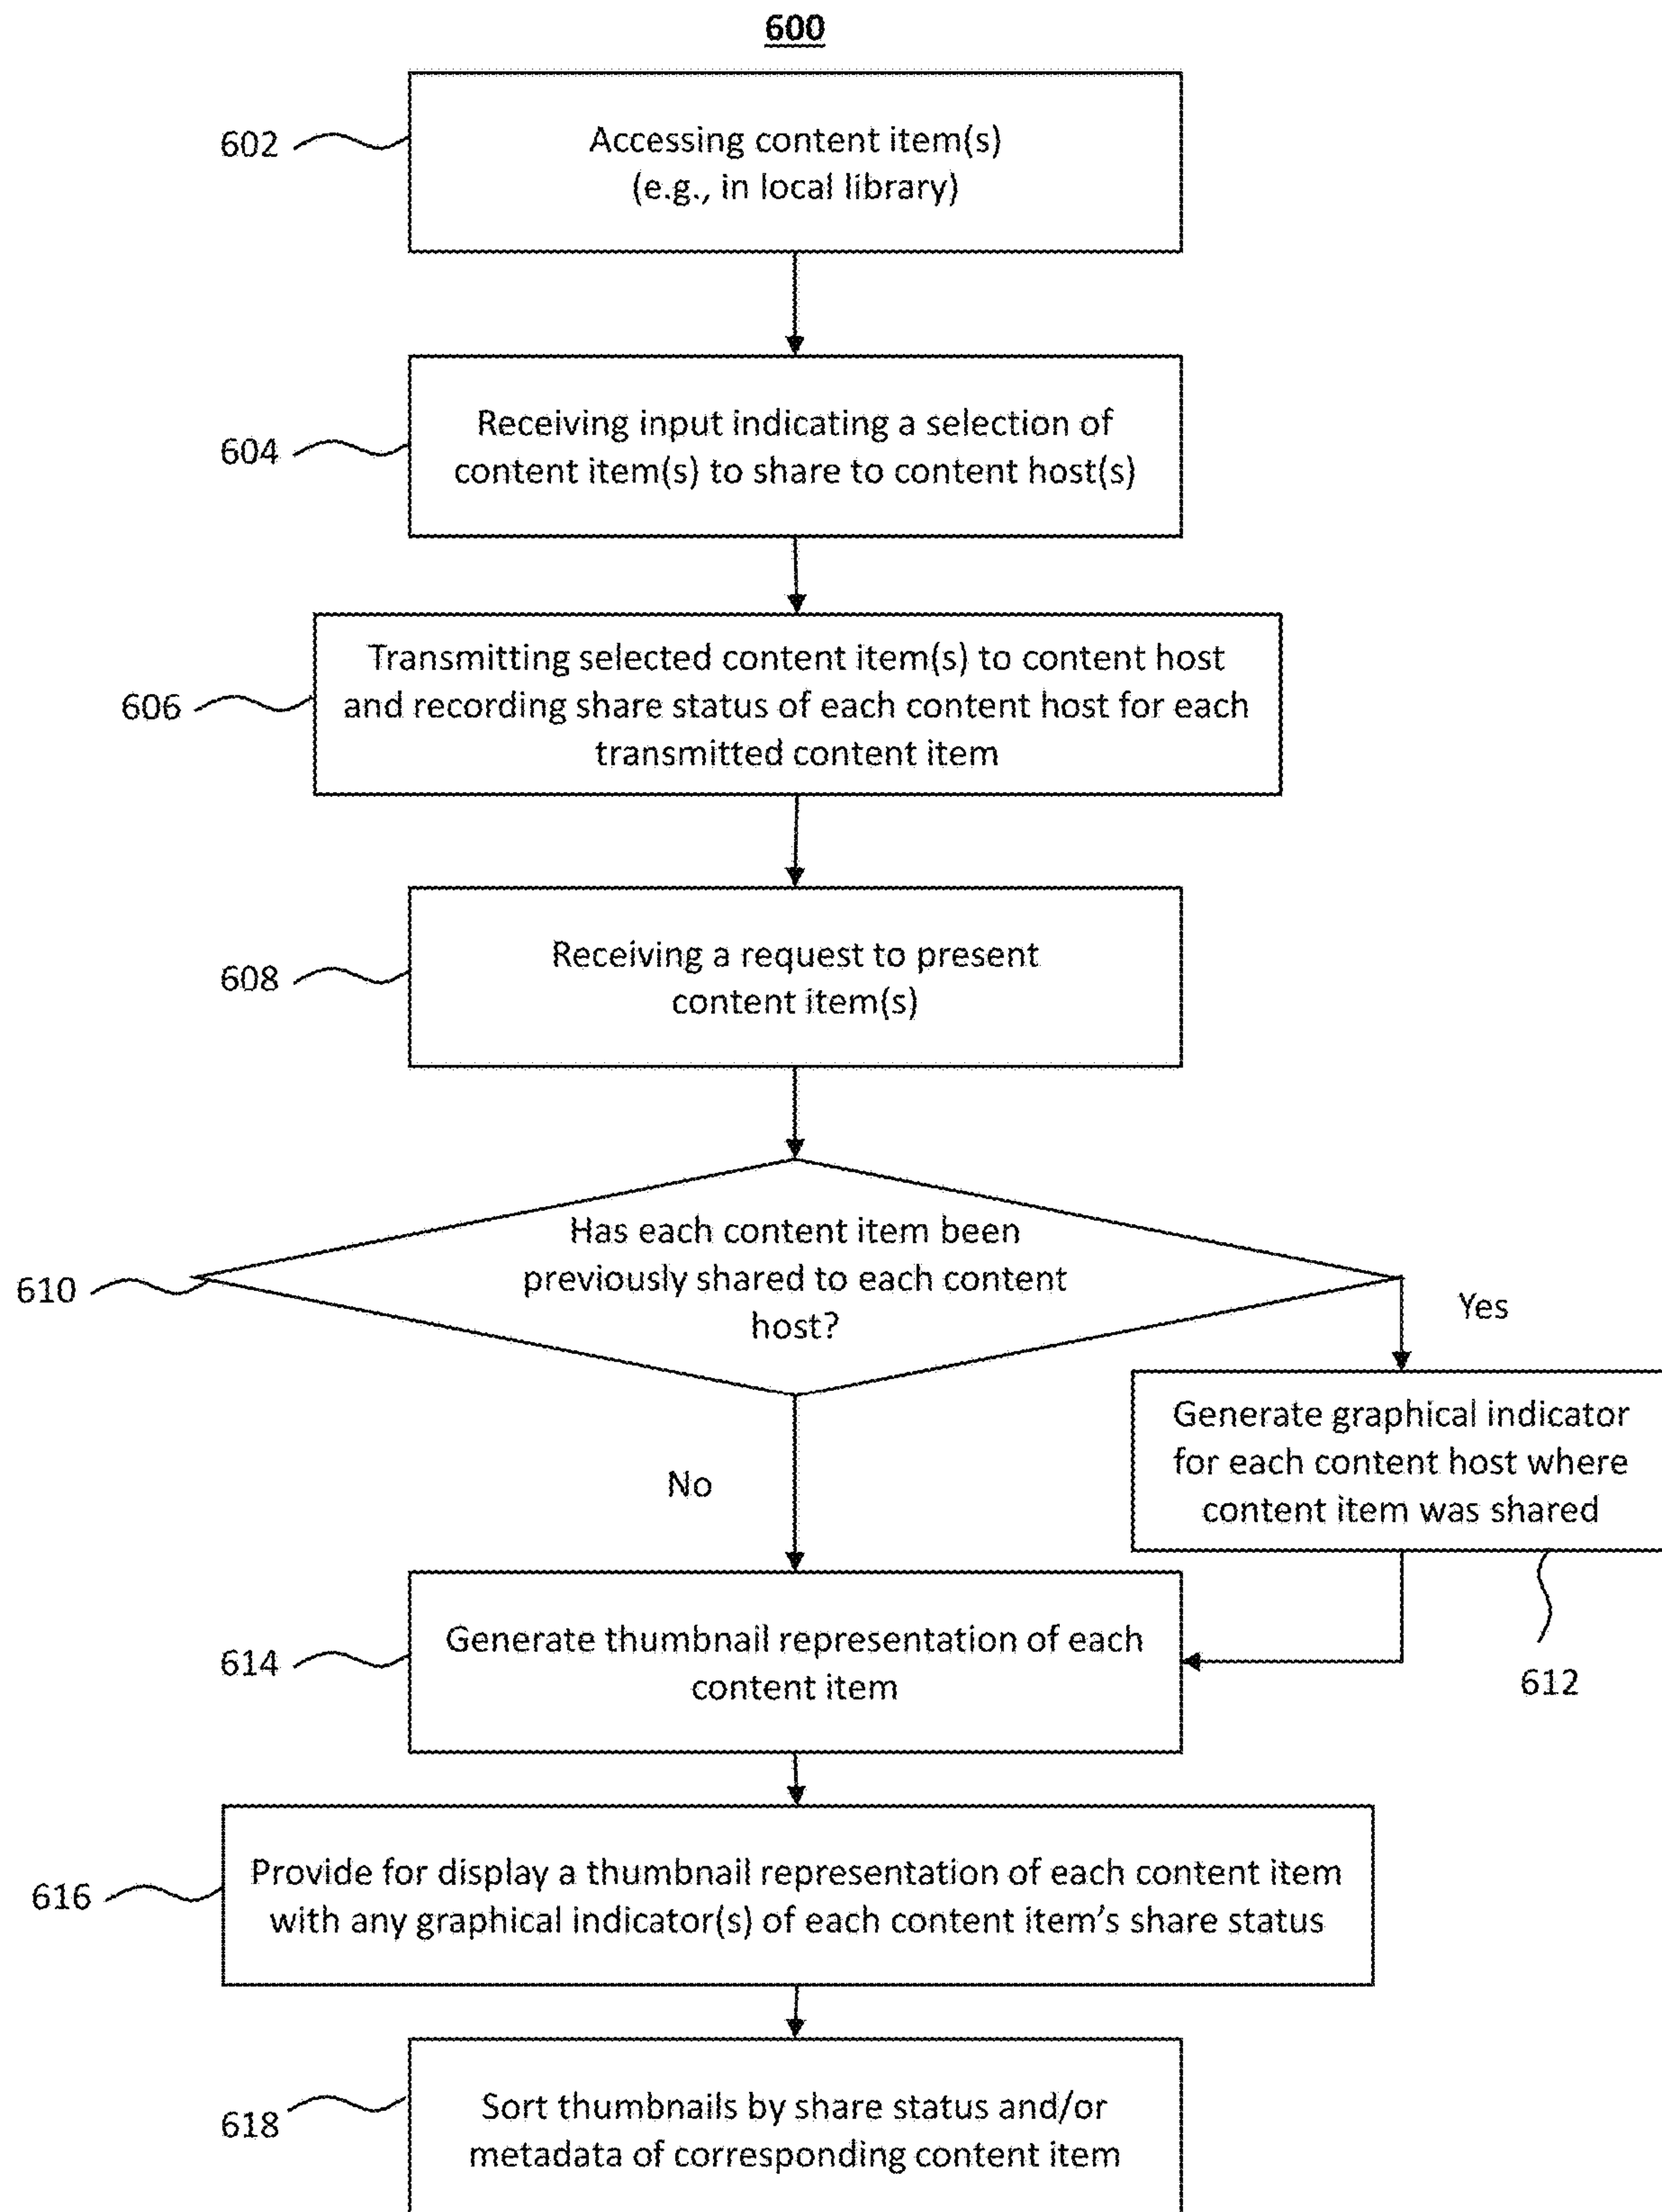 600
602
Accessing content item(s)
(e.g., in local library)
604
Receiving input indicating a selection of
content item(s) to share to content host(s)
606
Transmitting selected content item(s) to content host
and recording share status of each content host for each
transmitted content item
608
Receiving a request to present
content item(s)
610
Has each content item been
previously shared to each content
host?
Yes
Generate graphical indicator
for each content host where
content item was shared
612
No
614
Generate thumbnail representation of each
content item
616
Provide for display a thumbnail representation of each content item
with any graphical indicator(s) of each content item’s share status
618
Sort thumbnails by share status and/or
metadata of corresponding content item